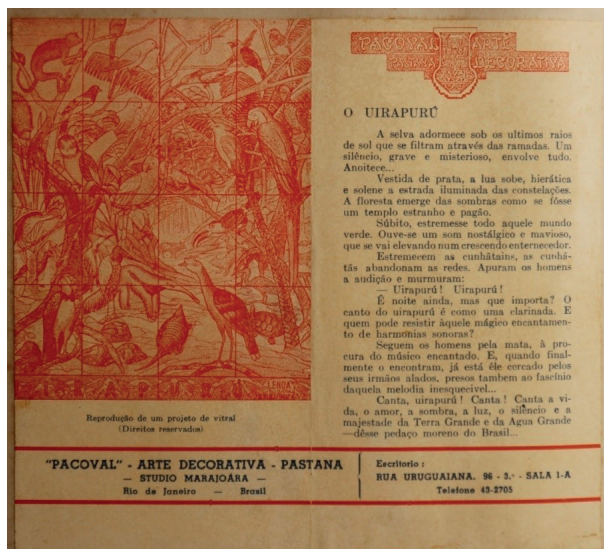 LENDA
UIRAPURÚ
Reprodução de um projeto de vitral
(Direitos reservados)
PACOVAL ARTE
PASTANA DECORATIVA
O UIRAPURÚ
A selva adormece sob os ultimos raios
de sol que se filtram através das ramadas. Um
silêncio, grave e misterioso, envolve tudo.
Anoitece...
Vestida de prata, a lua sobe, hierática
e solene a estrada iluminada das constelações.
A floresta emerge das sombras como se fôsse
um templo estranho e pagão.
Súbito, estremesse todo aquele mundo
verde. Ouve-se um som nostálgico e mavioso,
que se vai elevando num crescendo enternecedor.
Estremecem as cunhãtains, as cunhá-
tãs abandonam as redes. Apuram os homens
a audição e murmuram:
— Uirapurú! Uirapurú!
É noite ainda, mas que importa? O
canto do uirapurú é como uma clarinada. E
quem pode resistir àquele mágico encantamen-
to de harmonias sonoras?
Seguem os homens pela mata, à pro-
cura do músico encantado. E, quando final-
mente o encontram, já está êle cercado pelos
seus irmãos alados, presos tambem ao fascínio
daquela melodia inesquecível...
Canta, uirapurú! Canta! Canta a vi-
da, o amor, a sombra, a luz, o silêncio e a
majestade da Terra Grande e da Agua Grande
—dêsse pedaço moreno do Brasil...
"PACOVAL" - ARTE DECORATIVA - PASTANA
— STUDIO MARAJOÁRA —
Rio de Janeiro — Brasil
Escritorio :
RUA URUGUAIANA. 96 - 3.º - SALA 1-A
Telefone 43-2705